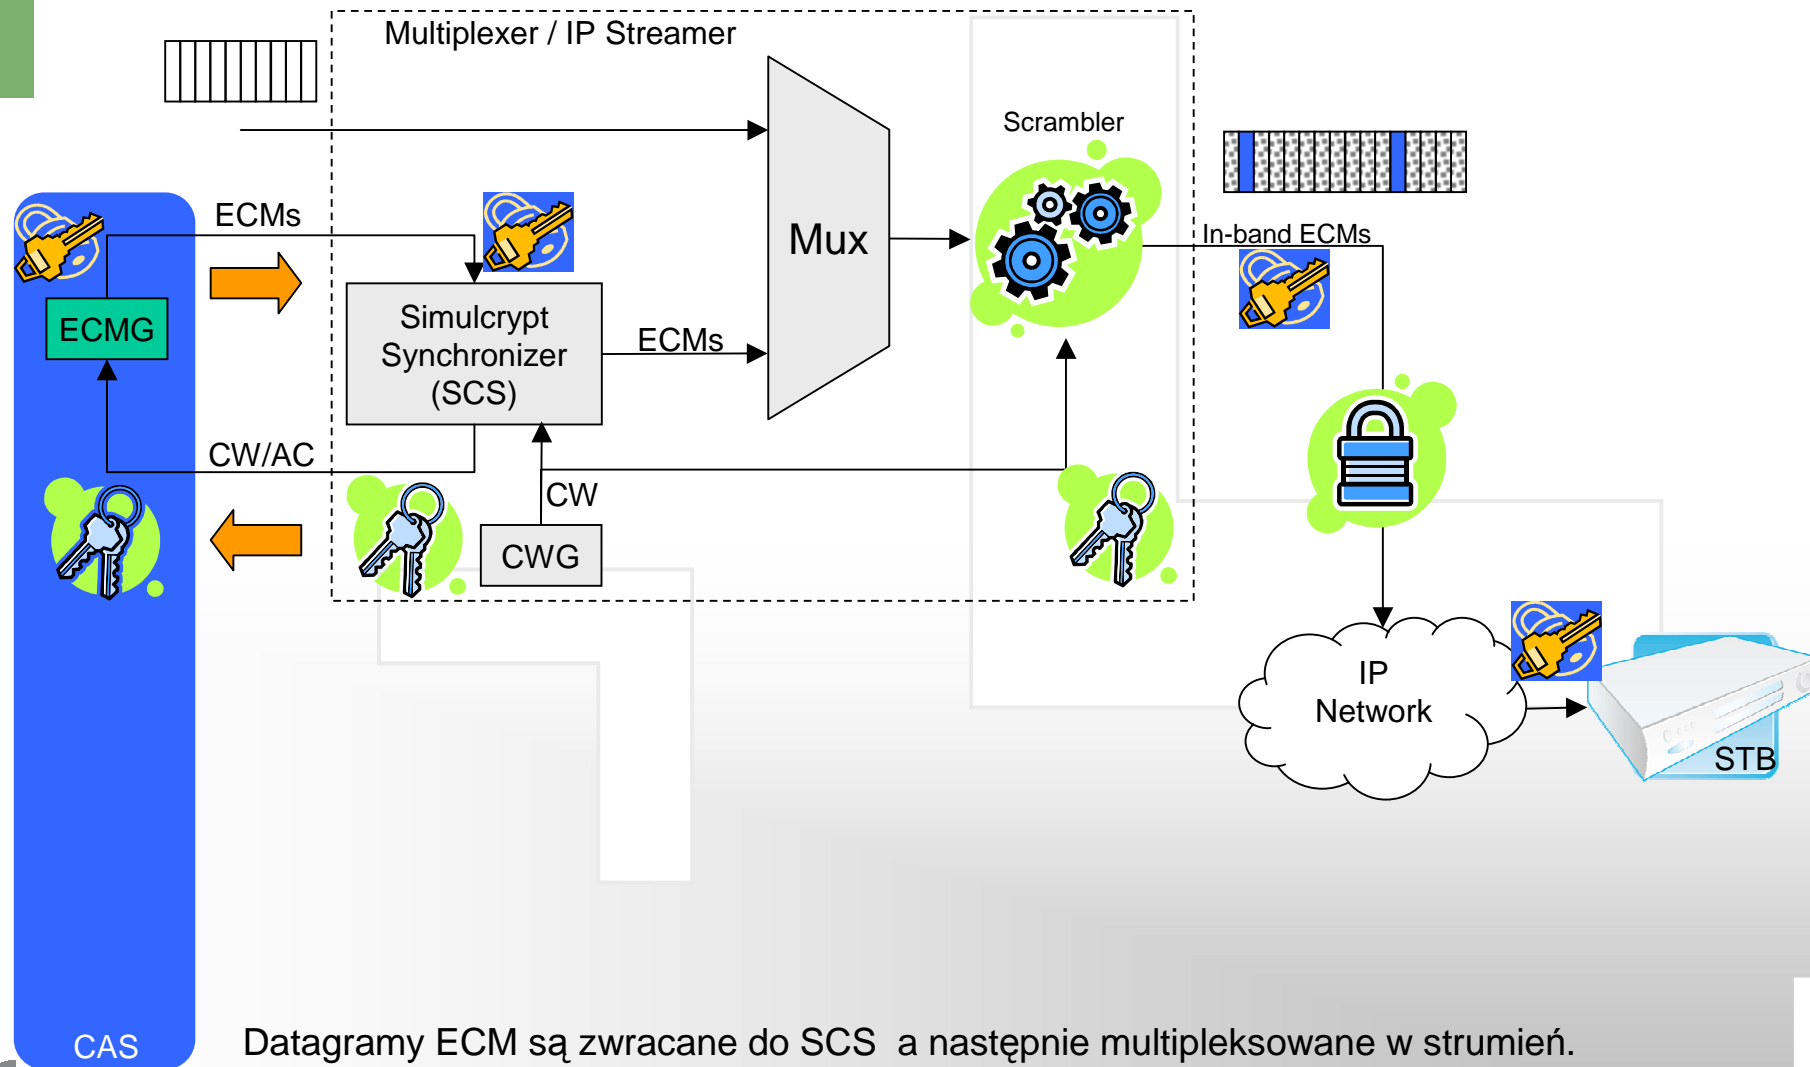 Multiplexer / IP Streamer
Scrambler
ECMs
In-band ECMs
Mux
ECMG
Simulcrypt
Synchronizer
(SCS)
ECMs
CW/AC
CW
CWG
IP
Network
STB
CAS
Datagramy ECM są zwracane do SCS a następnie multipleksowane w strumień.